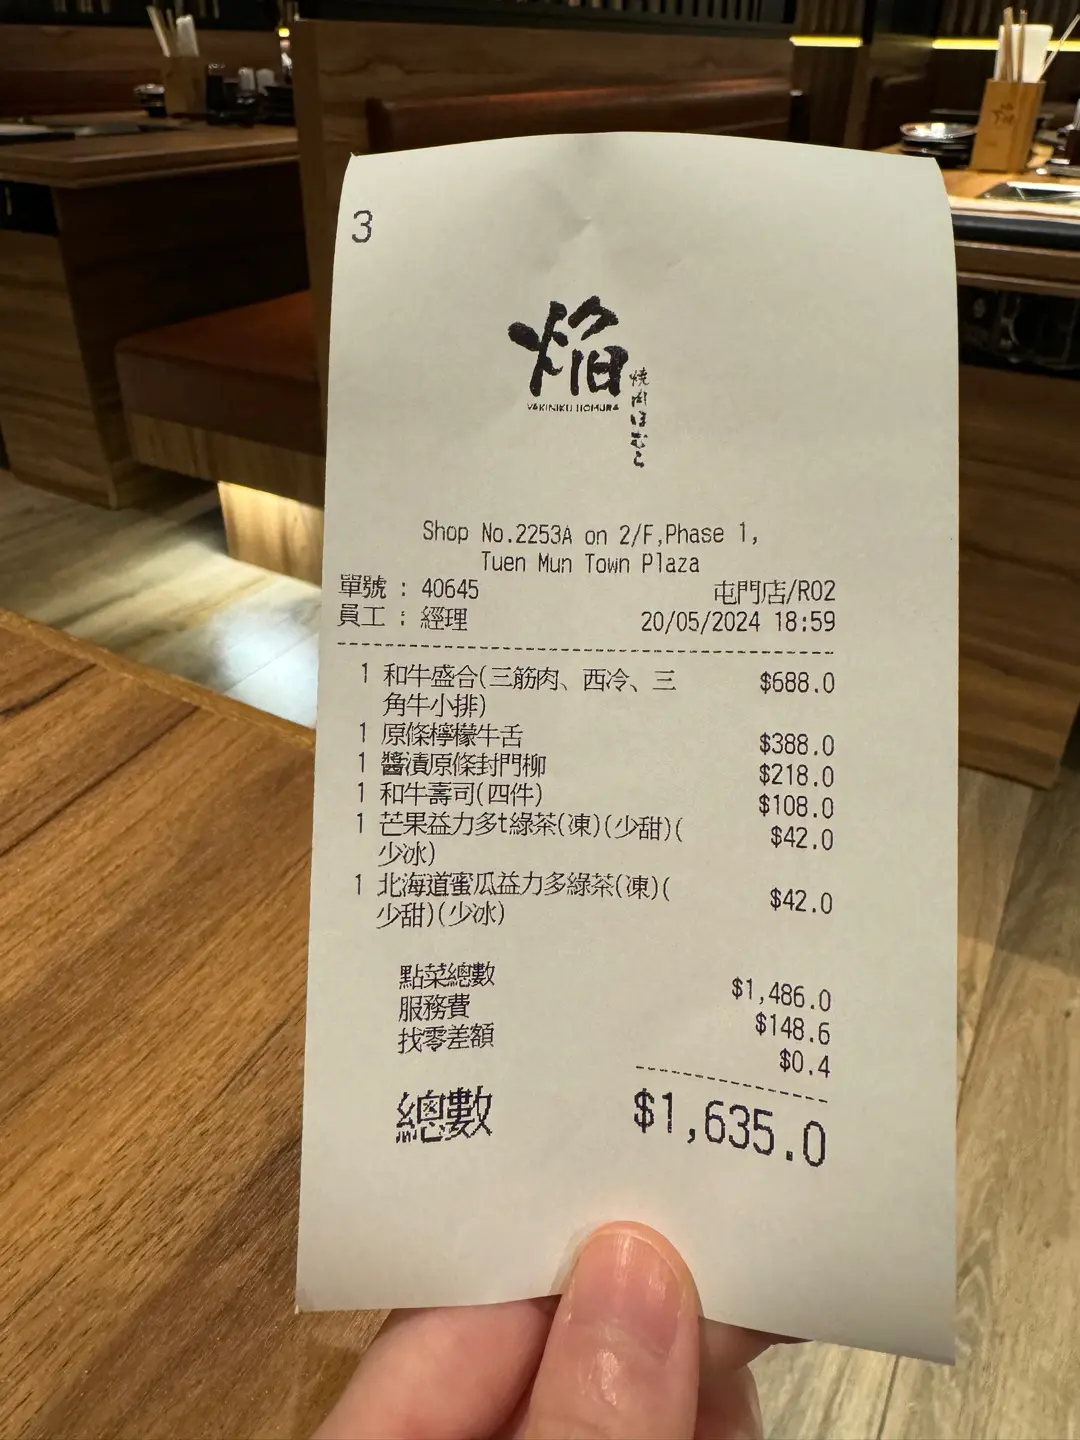 3
焔
YAKINIKU HOMURA
焼肉ほむら
Shop No.2253A on 2/F,Phase 1,
Tuen Mun Town Plaza
單號 : 40645 屯門店/R02
員工 : 經理 20/05/2024 18:59
1 和牛盛合(三筋肉、西冷、三 $688.0
角牛小排)
1 原條檸檬牛舌 $388.0
1 醬漬原條封門柳 $218.0
1 和牛壽司(四件) $108.0
1 芒果益力多t綠茶(凍)(少甜)( $42.0
少冰)
1 北海道蜜瓜益力多綠茶(凍)( $42.0
少甜)(少冰)
點菜總數 $1,486.0
服務費 $148.6
找零差額 $0.4
總數 $1,635.0